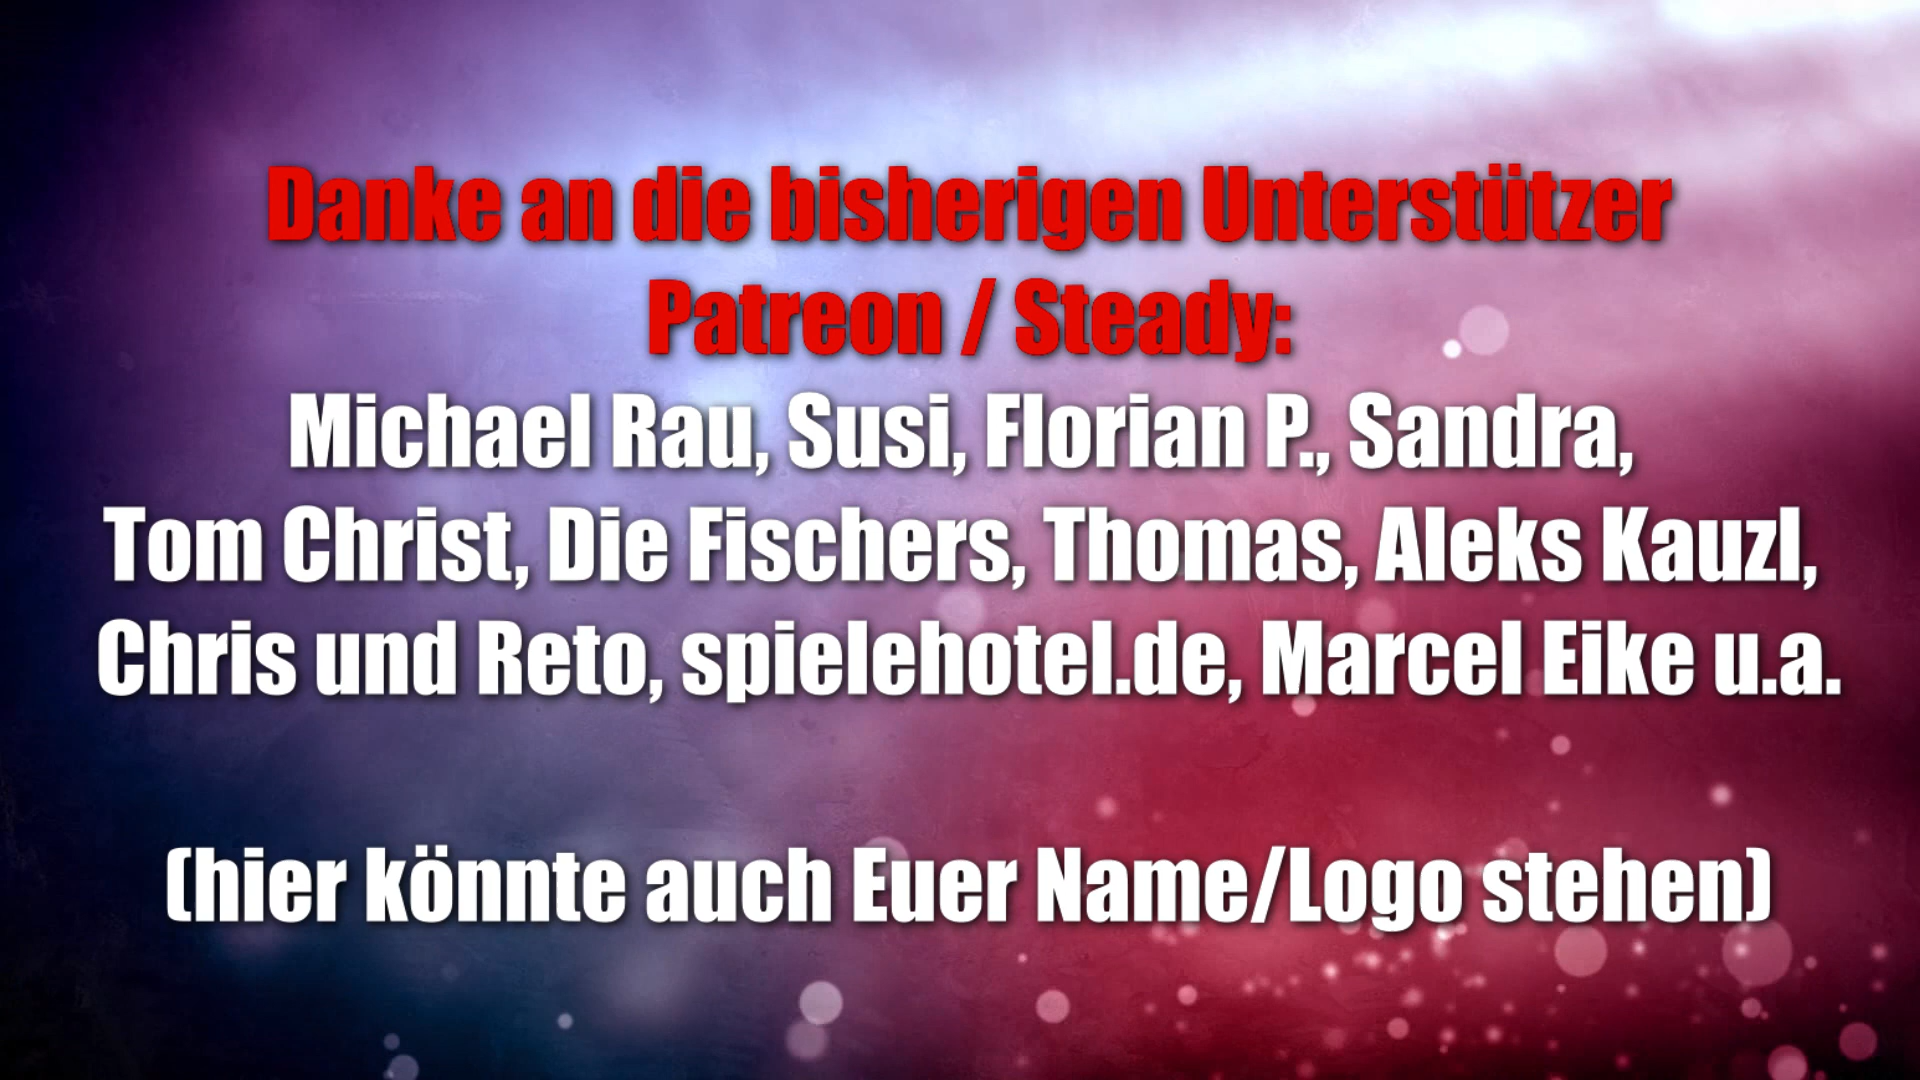 Danke an die bisherigen Unterstützer
Patreon / Steady:
Michael Rau, Susi, Florian P., Sandra,
Tom Christ, Die Fischers, Thomas, Aleks Kauzl,
Chris und Reto, spielehotel.de, Marcel Eike u.a.
(hier könnte auch Euer Name/Logo stehen)